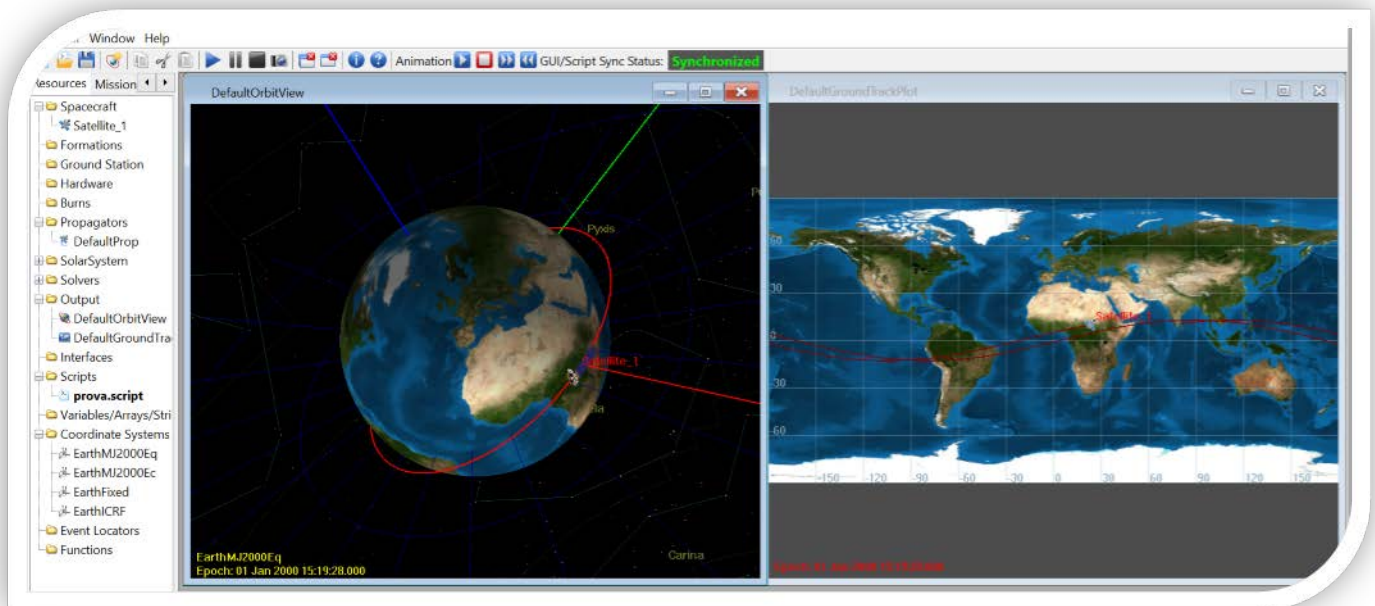 Window Help
Animation GUI/Script Sync Status: Synchronized
Resources Mission
Spacecraft
Satellite_1
Formations
Ground Station
Hardware
Burns
Propagators
DefaultProp
SolarSystem
Solvers
Output
DefaultOrbitView
DefaultGroundTra
Interfaces
Scripts
prova.script
Variables/Arrays/Stri
Coordinate Systems
EarthMJ2000Eq
EarthMJ2000Ec
EarthFixed
EarthICRF
Event Locators
Functions
DefaultOrbitView
Pyxis
Satellite_1
Carina
EarthMJ2000Eq
Epoch: 01 Jan 2000 15:19:28.000
DefaultGroundTrackPlot
60
30
Satellite_1
0
-30
-60
-150 -120 -90 -60 -30 0 30 60 90 120 150